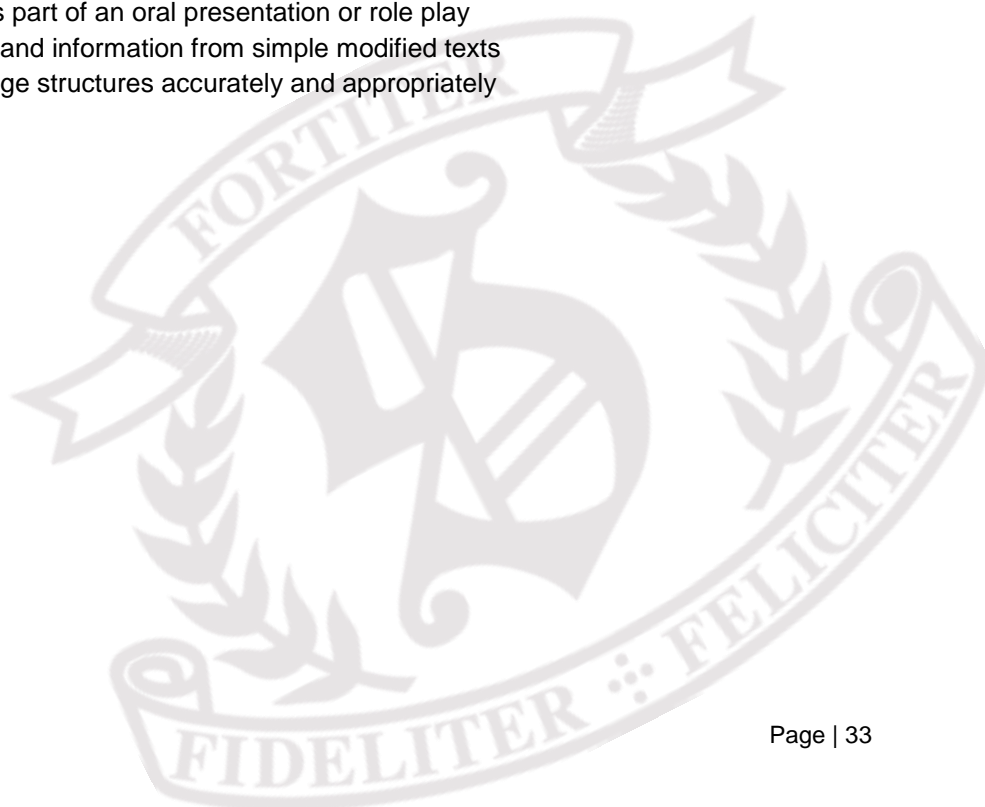 s part of an oral presentation or role play
and information from simple modified texts
ge structures accurately and appropriately
FORTITER
FIDELITER
FELICITER
Page | 33